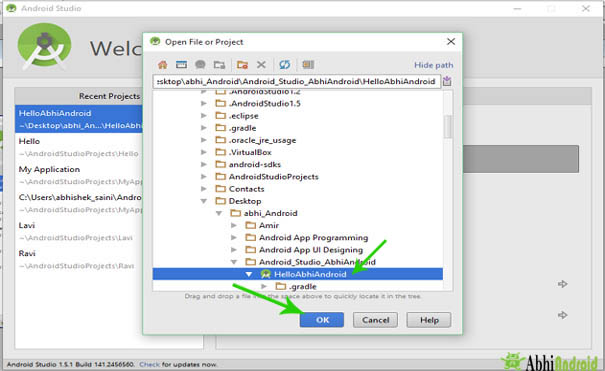 Android Studio
Welc
Open File or Project
Hide path
:sktop\abhi_Android\Android_Studio_AbhiAndroid\HelloAbhiAndroid
Recent Projects
HelloAbhiAndroid
~\Desktop\abhi_An...\HelloAbhi
Hello
~\AndroidStudioProjects\Hello
My Application
~\AndroidStudioProjects\MyApp
C:\Users\abhishek_saini\Androi
Lavi
~\AndroidStudioProjects\Lavi
Ravi
~\AndroidStudioProjects\Ravi
.AndroidStudio1.2
.AndroidStudio1.5
.eclipse
.gradle
.oracle_jre_usage
.VirtualBox
android-sdks
AndroidStudioProjects
Contacts
Desktop
abhi_Android
Amir
Android App Programming
Android App UI Designing
Android_Studio_AbhiAndroid
HelloAbhiAndroid
.gradle
Drag and drop a file into the space above to quickly locate it in the tree.
OK
Cancel
Help
Android Studio 1.5.1 Build 141.2456560. Check for updates now.
AbhiAndroid